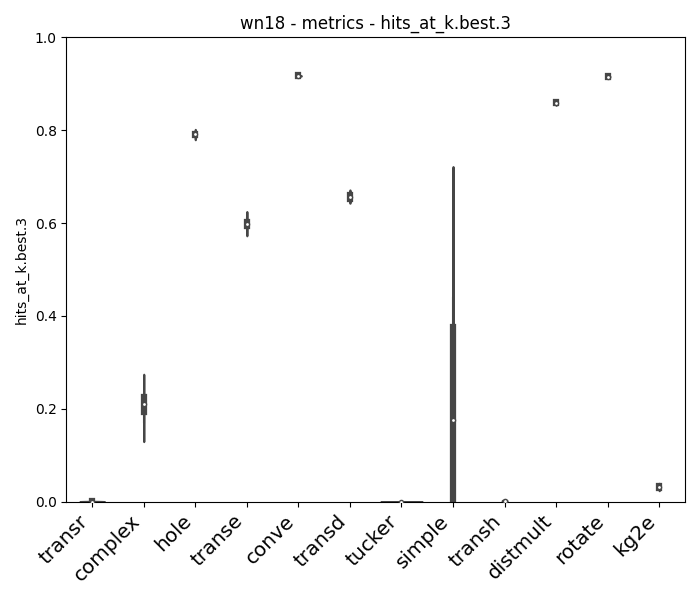 wn18 - metrics - hits_at_k.best.3
1.0
0.8
0.6
0.4
0.2
0.0
hits_at_k.best.3
transr
complex
hole
transe
conve
transd
tucker
simple
transh
distmult
rotate
kg2e